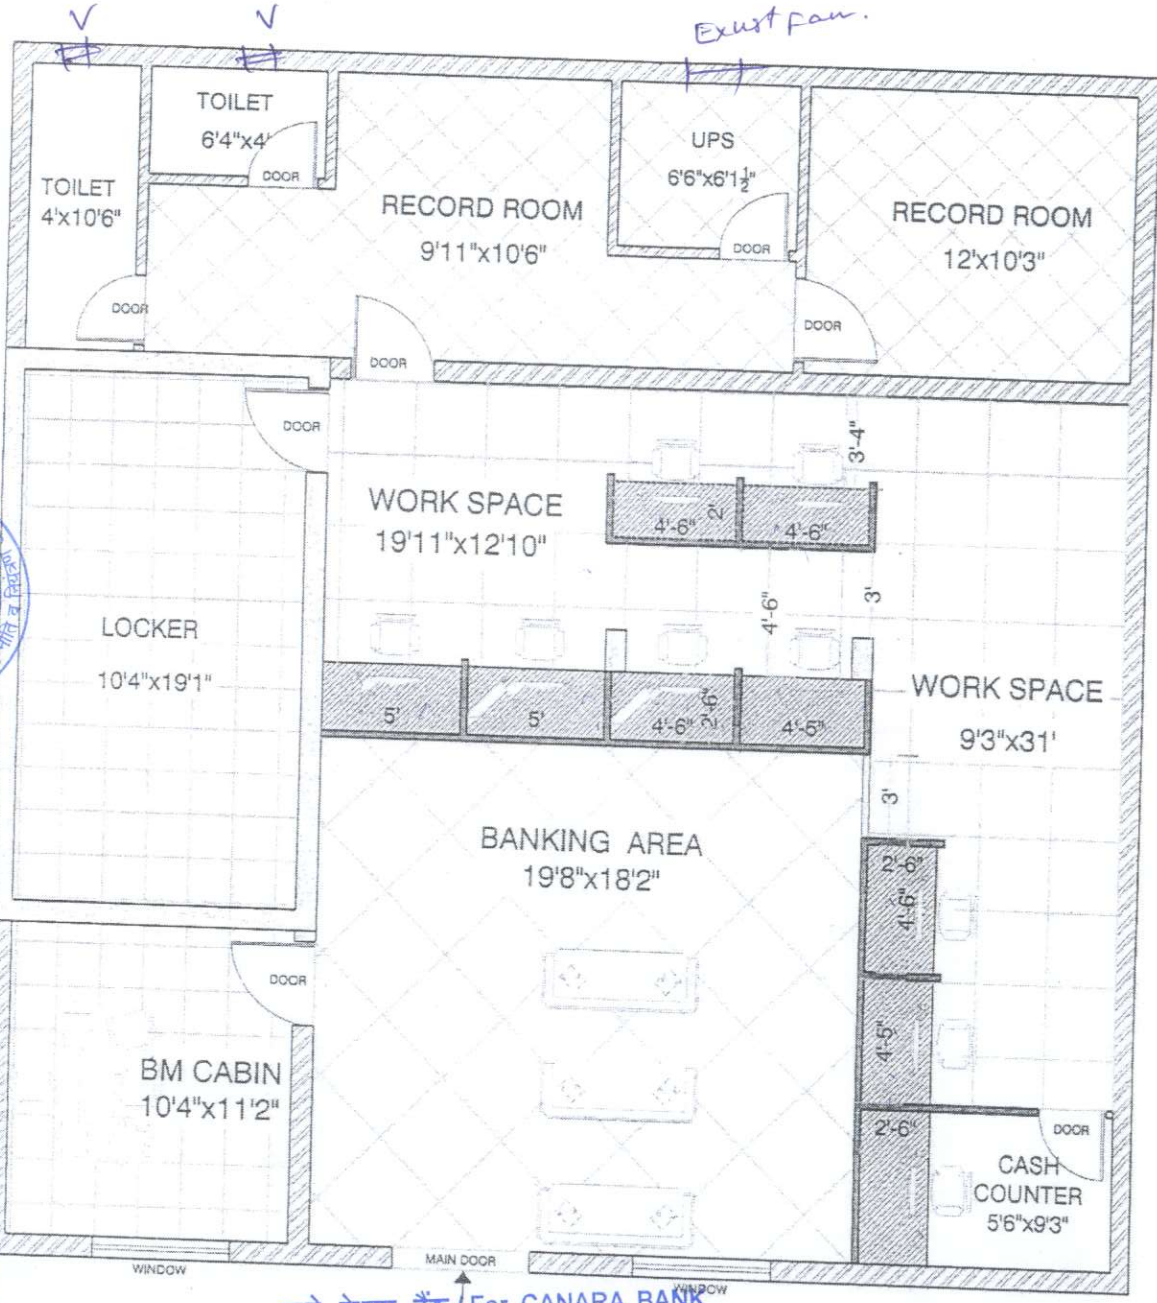 V
V
Exust fan.
TOILET
6'4"x4'
DOOR
TOILET
4'x10'6"
DOOR
RECORD ROOM
9'11"x10'6"
DOOR
UPS
6'6"x6'1½"
DOOR
RECORD ROOM
12'x10'3"
DOOR
DOOR
LOCKER
10'4"x19'1"
WORK SPACE
19'11"x12'10"
3'-4"
4'-6"
2'
4'-6"
4'-6"
3'
5'
5'
4'-6"
2'-6"
4'-5"
WORK SPACE
9'3"x31'
3'
BANKING AREA
19'8"x18'2"
2'-6"
4'-6"
4'-5"
2'-6"
DOOR
BM CABIN
10'4"x11'2"
DOOR
CASH
COUNTER
5'6"x9'3"
WINDOW
MAIN DOOR
WINDOW
For CANARA BANK